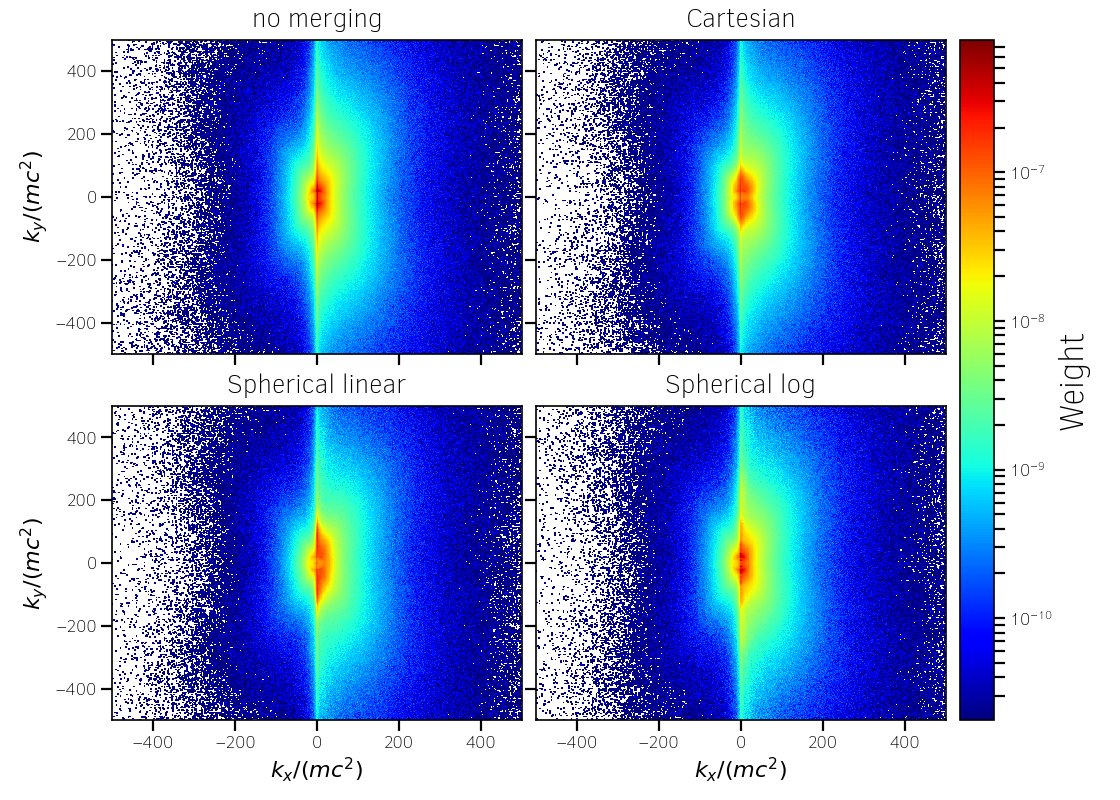 no merging
Cartesian
400
200
0
−200
−400
k_y/(mc^2)
Spherical linear
Spherical log
400
200
0
−200
−400
k_y/(mc^2)
−400 −200 0 200 400
−400 −200 0 200 400
k_x/(mc^2)
k_x/(mc^2)
10^−7
10^−8
10^−9
10^−10
Weight